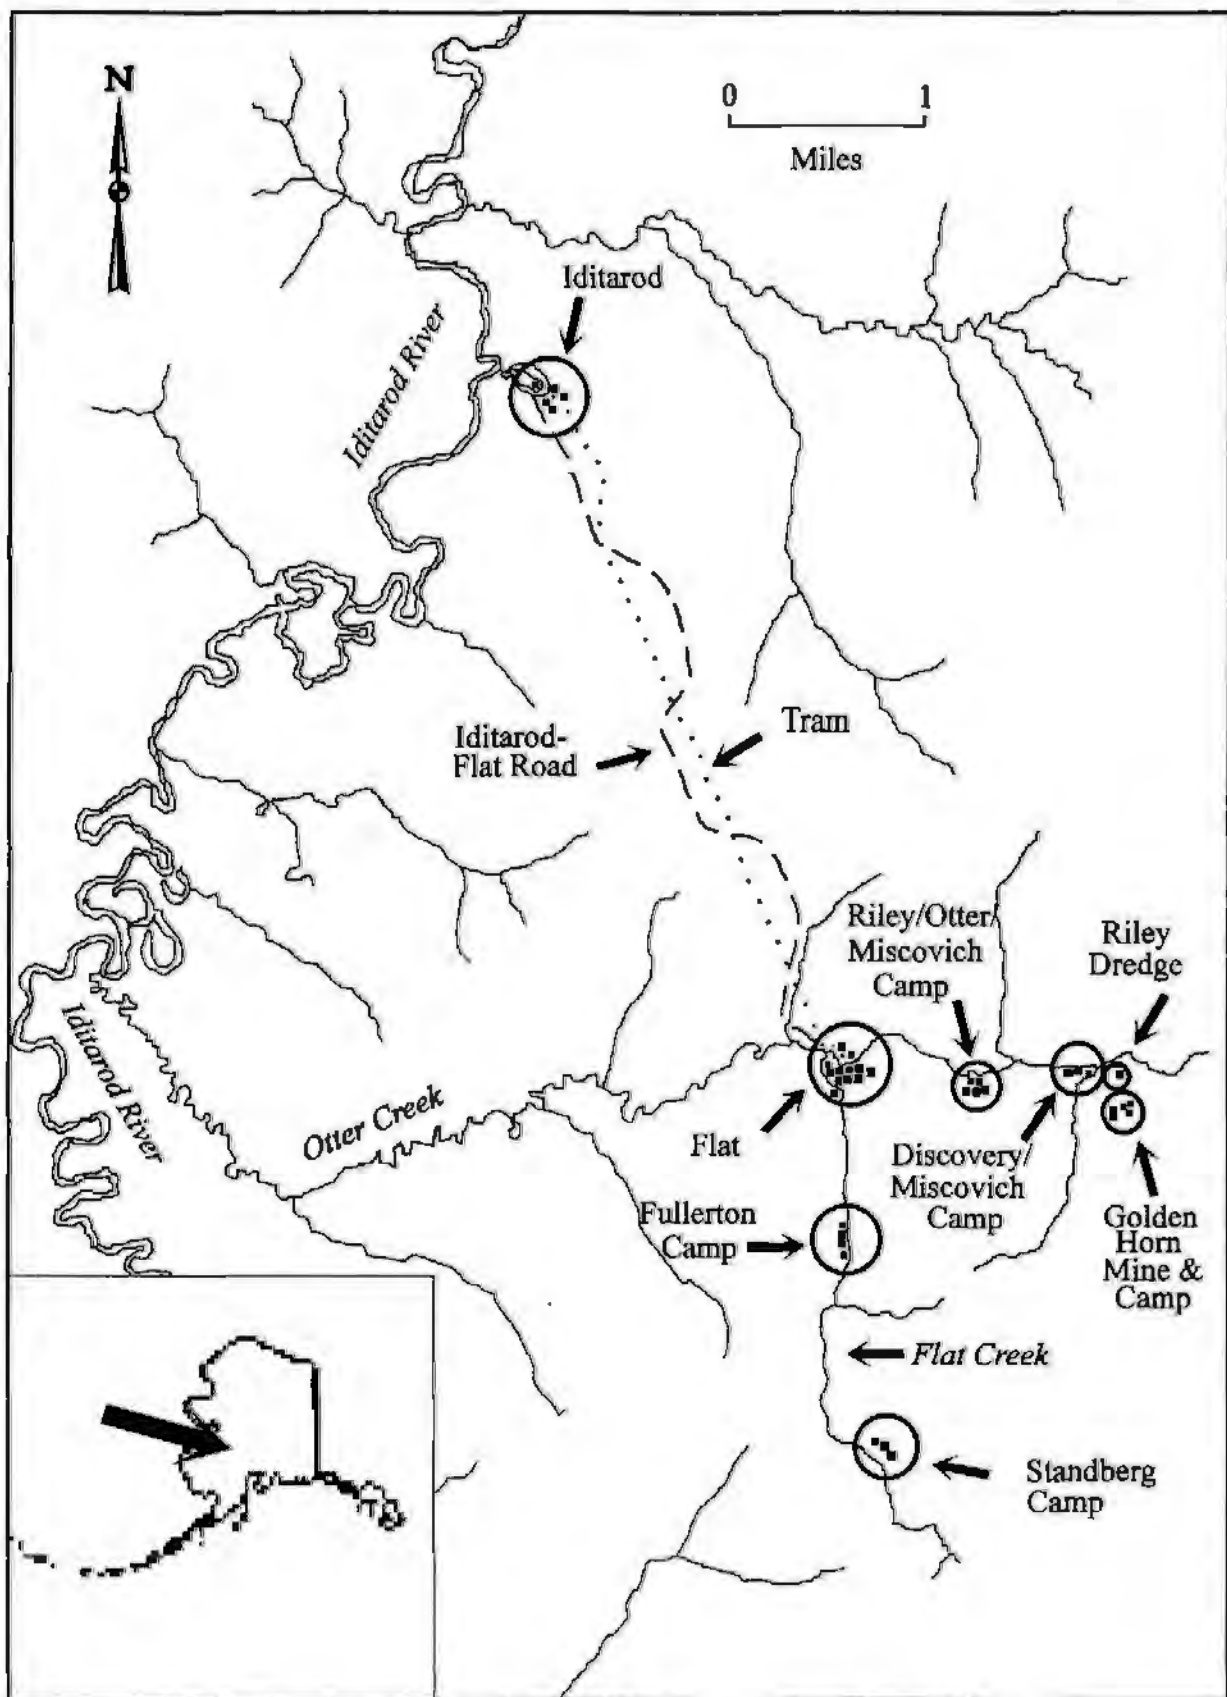 N
0 1
Miles
Iditarod
Iditarod River
Iditarod-
Flat Road
Tram
Riley/Otter/
Miscovich
Camp
Riley
Dredge
Iditarod River
Otter Creek
Flat
Discovery/
Miscovich
Camp
Fullerton
Camp
Golden
Horn
Mine &
Camp
Flat Creek
Standberg
Camp